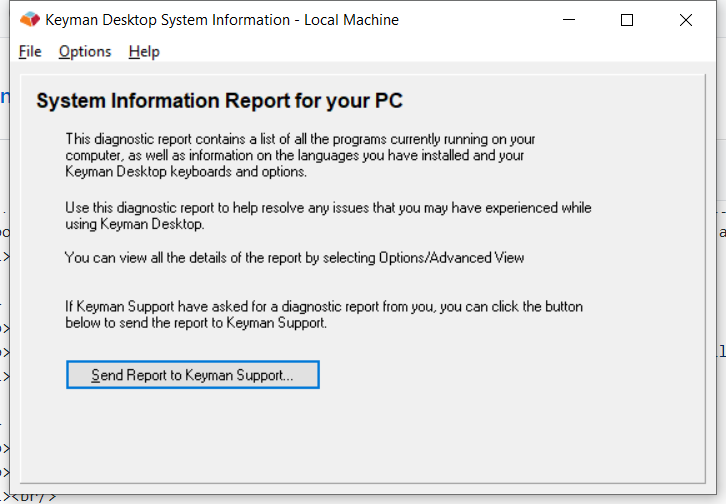 Keyman Desktop System Information - Local Machine
File Options Help
System Information Report for your PC
This diagnostic report contains a list of all the programs currently running on your
computer, as well as information on the languages you have installed and your
Keyman Desktop keyboards and options.
Use this diagnostic report to help resolve any issues that you may have experienced while
using Keyman Desktop.
You can view all the details of the report by selecting Options/Advanced View
If Keyman Support have asked for a diagnostic report from you, you can click the button
below to send the report to Keyman Support.
Send Report to Keyman Support...
><br/>